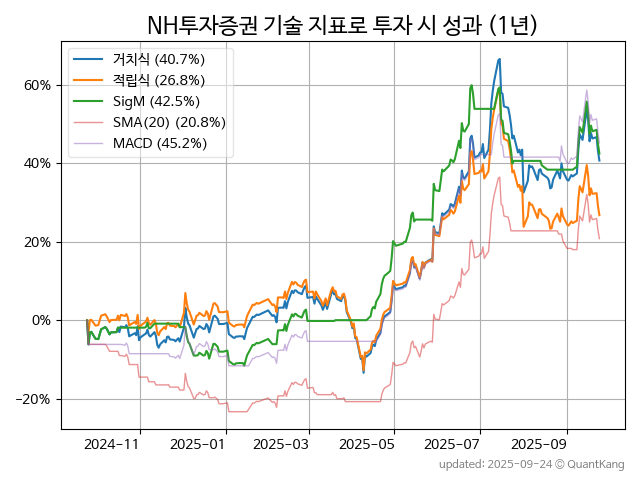 NH투자증권 기술 지표로 투자 시 성과 (1년)
거치식 (40.7%)
적립식 (26.8%)
SigM (42.5%)
SMA(20) (20.8%)
MACD (45.2%)
60%
40%
20%
0%
−20%
2024−11 2025−01 2025−03 2025−05 2025−07 2025−09
updated: 2025-09-24 © QuantKang